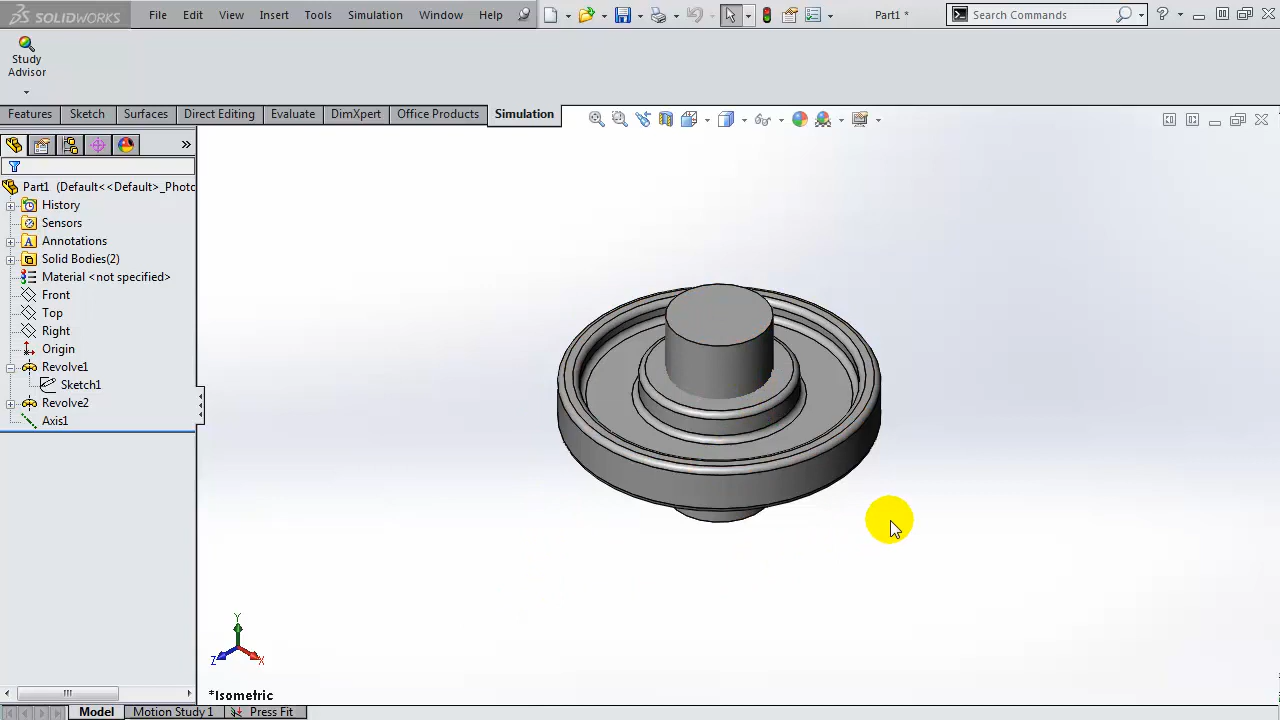 SOLIDWORKS File Edit View Insert Tools Simulation Window Help Part1 * Search Commands
Study
Advisor
Features Sketch Surfaces Direct Editing Evaluate DimXpert Office Products Simulation
Part1 (Default<<Default>_Photo
History
Sensors
Annotations
Solid Bodies(2)
Material <not specified>
Front
Top
Right
Origin
Revolve1
Sketch1
Revolve2
Axis1
Y
Z X
*Isometric
Model Motion Study 1 Press Fit